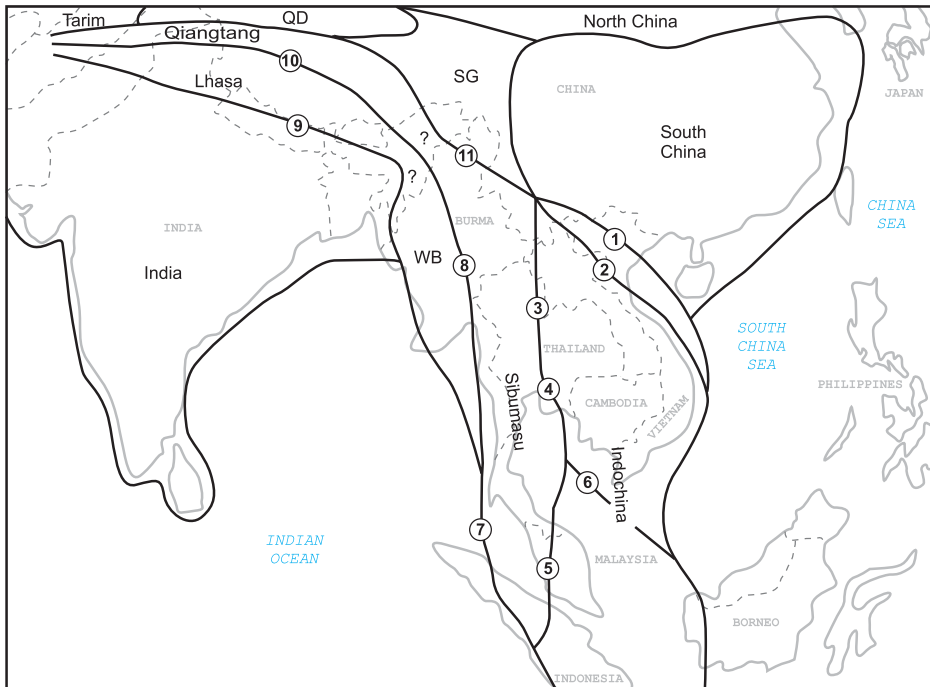 Tarim
QD
North China
Qiangtang
10
Lhasa
SG
CHINA
JAPAN
9
?
11
South
China
?
CHINA
SEA
INDIA
BURMA
1
India
WB
8
2
3
SOUTH
CHINA
SEA
THAILAND
PHILIPPINES
4
CAMBODIA
VIETNAM
Sibumasu
Indochina
6
7
INDIAN
OCEAN
MALAYSIA
5
BORNEO
INDONESIA